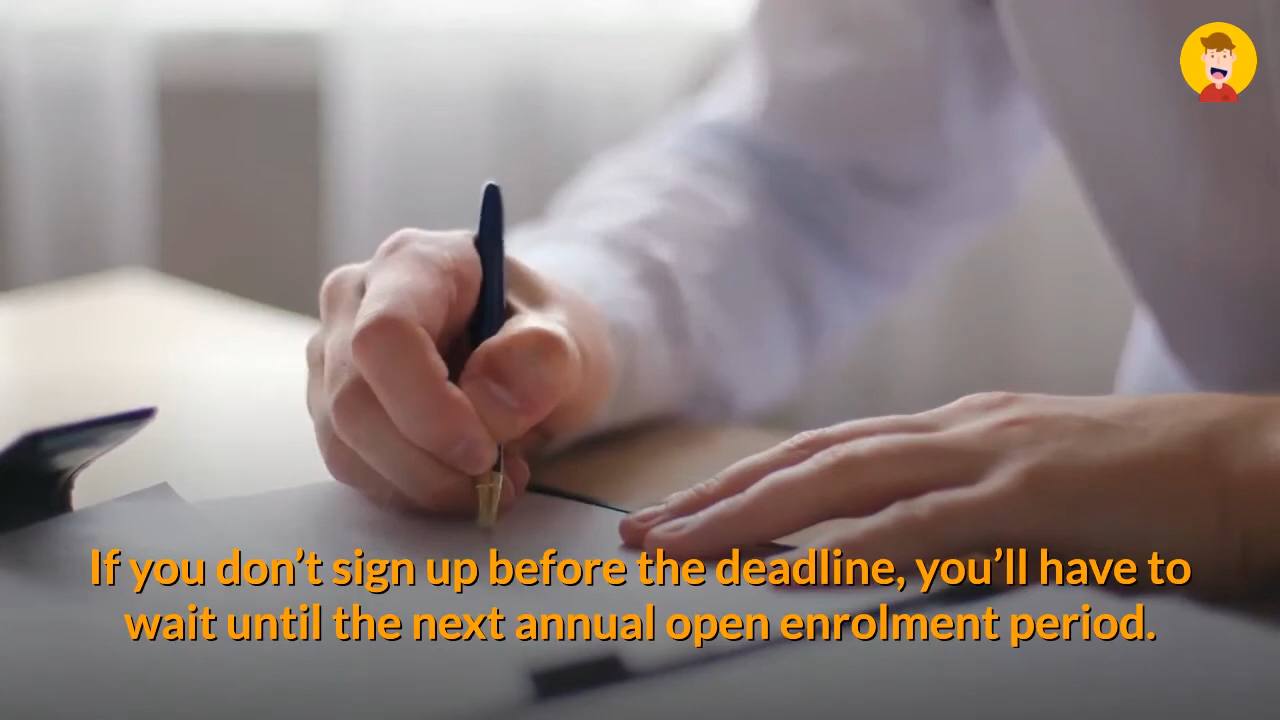 If you don’t sign up before the deadline, you’ll have to
wait until the next annual open enrolment period.